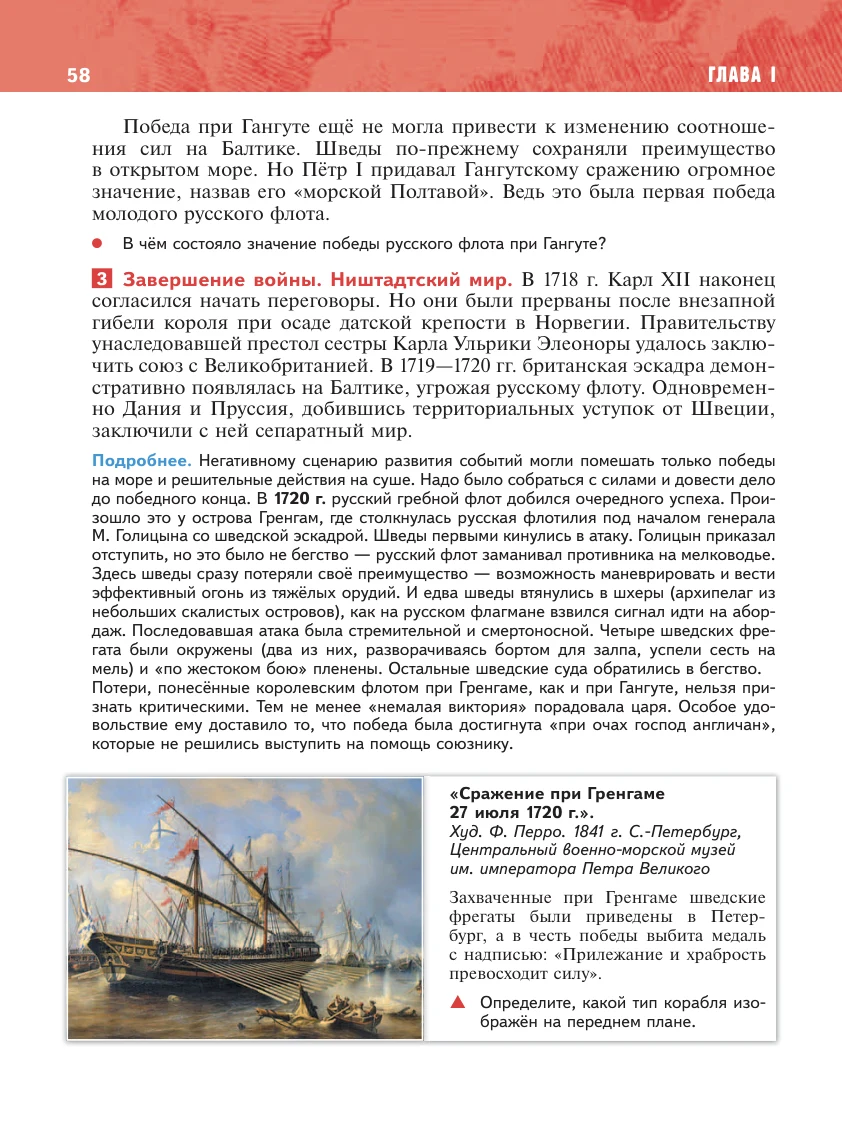 58
ГЛАВА I
Победа при Гангуте ещё не могла привести к изменению соотноше-
ния сил на Балтике. Шведы по-прежнему сохраняли преимущество
в открытом море. Но Пётр I придавал Гангутскому сражению огромное
значение, назвав его «морской Полтавой». Ведь это была первая победа
молодого русского флота.
● В чём состояло значение победы русского флота при Гангуте?
3 Завершение войны. Ништадтский мир. В 1718 г. Карл XII наконец
согласился начать переговоры. Но они были прерваны после внезапной
гибели короля при осаде датской крепости в Норвегии. Правительству
унаследовавшей престол сестры Карла Ульрики Элеоноры удалось заклю-
чить союз с Великобританией. В 1719—1720 гг. британская эскадра демон-
стративно появлялась на Балтике, угрожая русскому флоту. Одновремен-
но Дания и Пруссия, добившись территориальных уступок от Швеции,
заключили с ней сепаратный мир.
Подробнее. Негативному сценарию развития событий могли помешать только победы
на море и решительные действия на суше. Надо было собраться с силами и довести дело
до победного конца. В 1720 г. русский гребной флот добился очередного успеха. Прои-
зошло это у острова Гренгам, где столкнулась русская флотилия под началом генерала
М. Голицына со шведской эскадрой. Шведы первыми кинулись в атаку. Голицын приказал
отступить, но это было не бегство — русский флот заманивал противника на мелководье.
Здесь шведы сразу потеряли своё преимущество — возможность маневрировать и вести
эффективный огонь из тяжёлых орудий. И едва шведы втянулись в шхеры (архипелаг из
небольших скалистых островов), как на русском флагмане взвился сигнал идти на абор-
даж. Последовавшая атака была стремительной и смертоносной. Четыре шведских фре-
гата были окружены (два из них, разворачиваясь бортом для залпа, успели сесть на
мель) и «по жестоком бою» пленены. Остальные шведские суда обратились в бегство.
Потери, понесённые королевским флотом при Гренгаме, как и при Гангуте, нельзя при-
знать критическими. Тем не менее «немалая виктория» порадовала царя. Особое удо-
вольствие ему доставило то, что победа была достигнута «при очах господ англичан»,
которые не решились выступить на помощь союзнику.
«Сражение при Гренгаме
27 июля 1720 г.».
Худ. Ф. Перро. 1841 г. С.-Петербург,
Центральный военно-морской музей
им. императора Петра Великого
Захваченные при Гренгаме шведские
фрегаты были приведены в Петер-
бург, а в честь победы выбита медаль
с надписью: «Прилежание и храбрость
превосходит силу».
▲ Определите, какой тип корабля изо-
бражён на переднем плане.